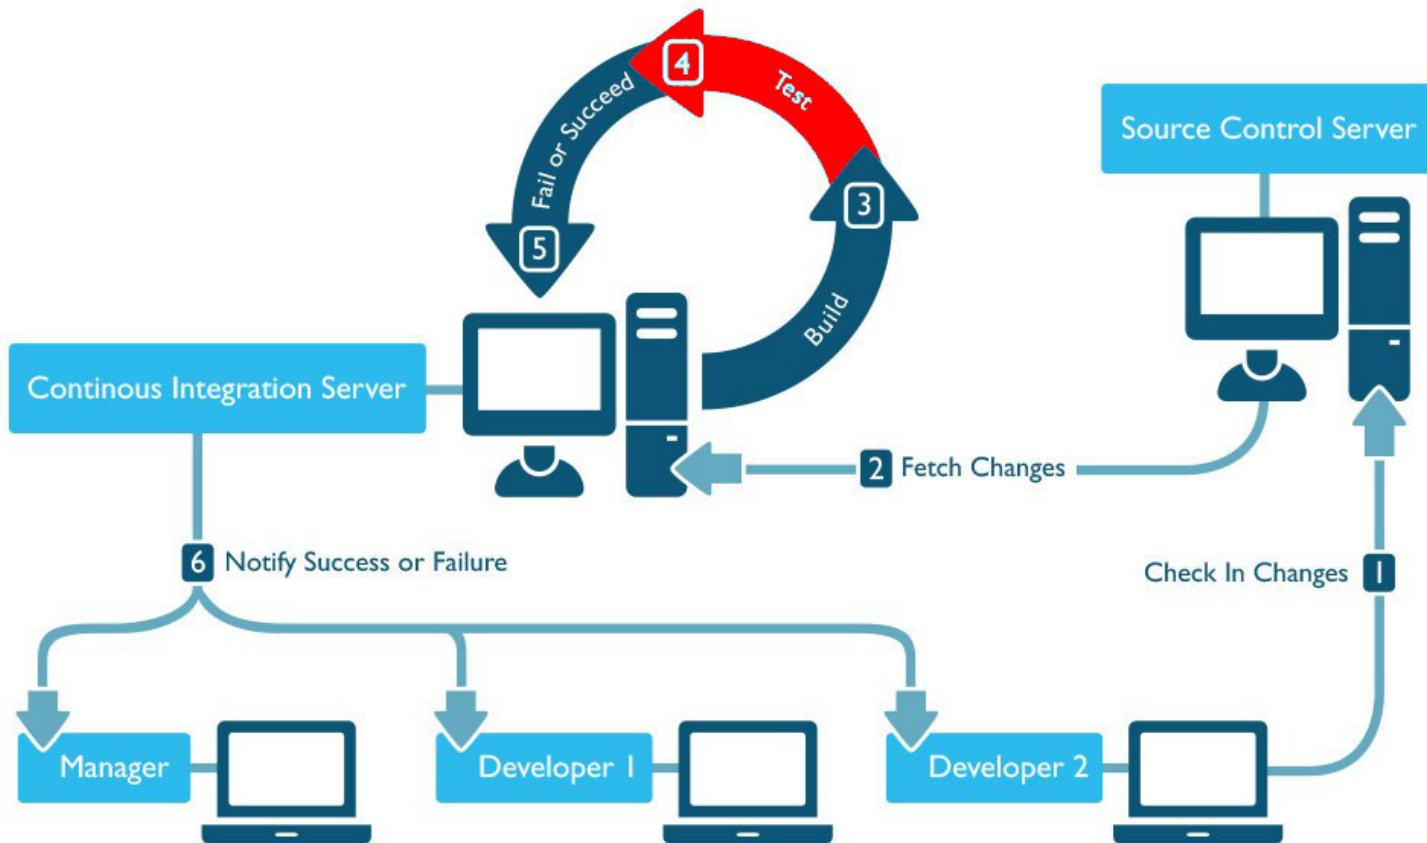 4
Test
Fail or Succeed
Source Control Server
3
5
Build
Continous Integration Server
2 Fetch Changes
6 Notify Success or Failure
Check In Changes 1
Manager
Developer 1
Developer 2